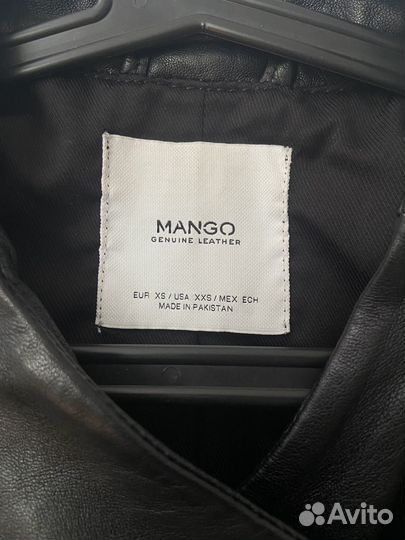 MANGO
GENUINE LEATHER
EUR XS / USA XXS / MEX ECH
MADE IN PAKISTAN
Avito